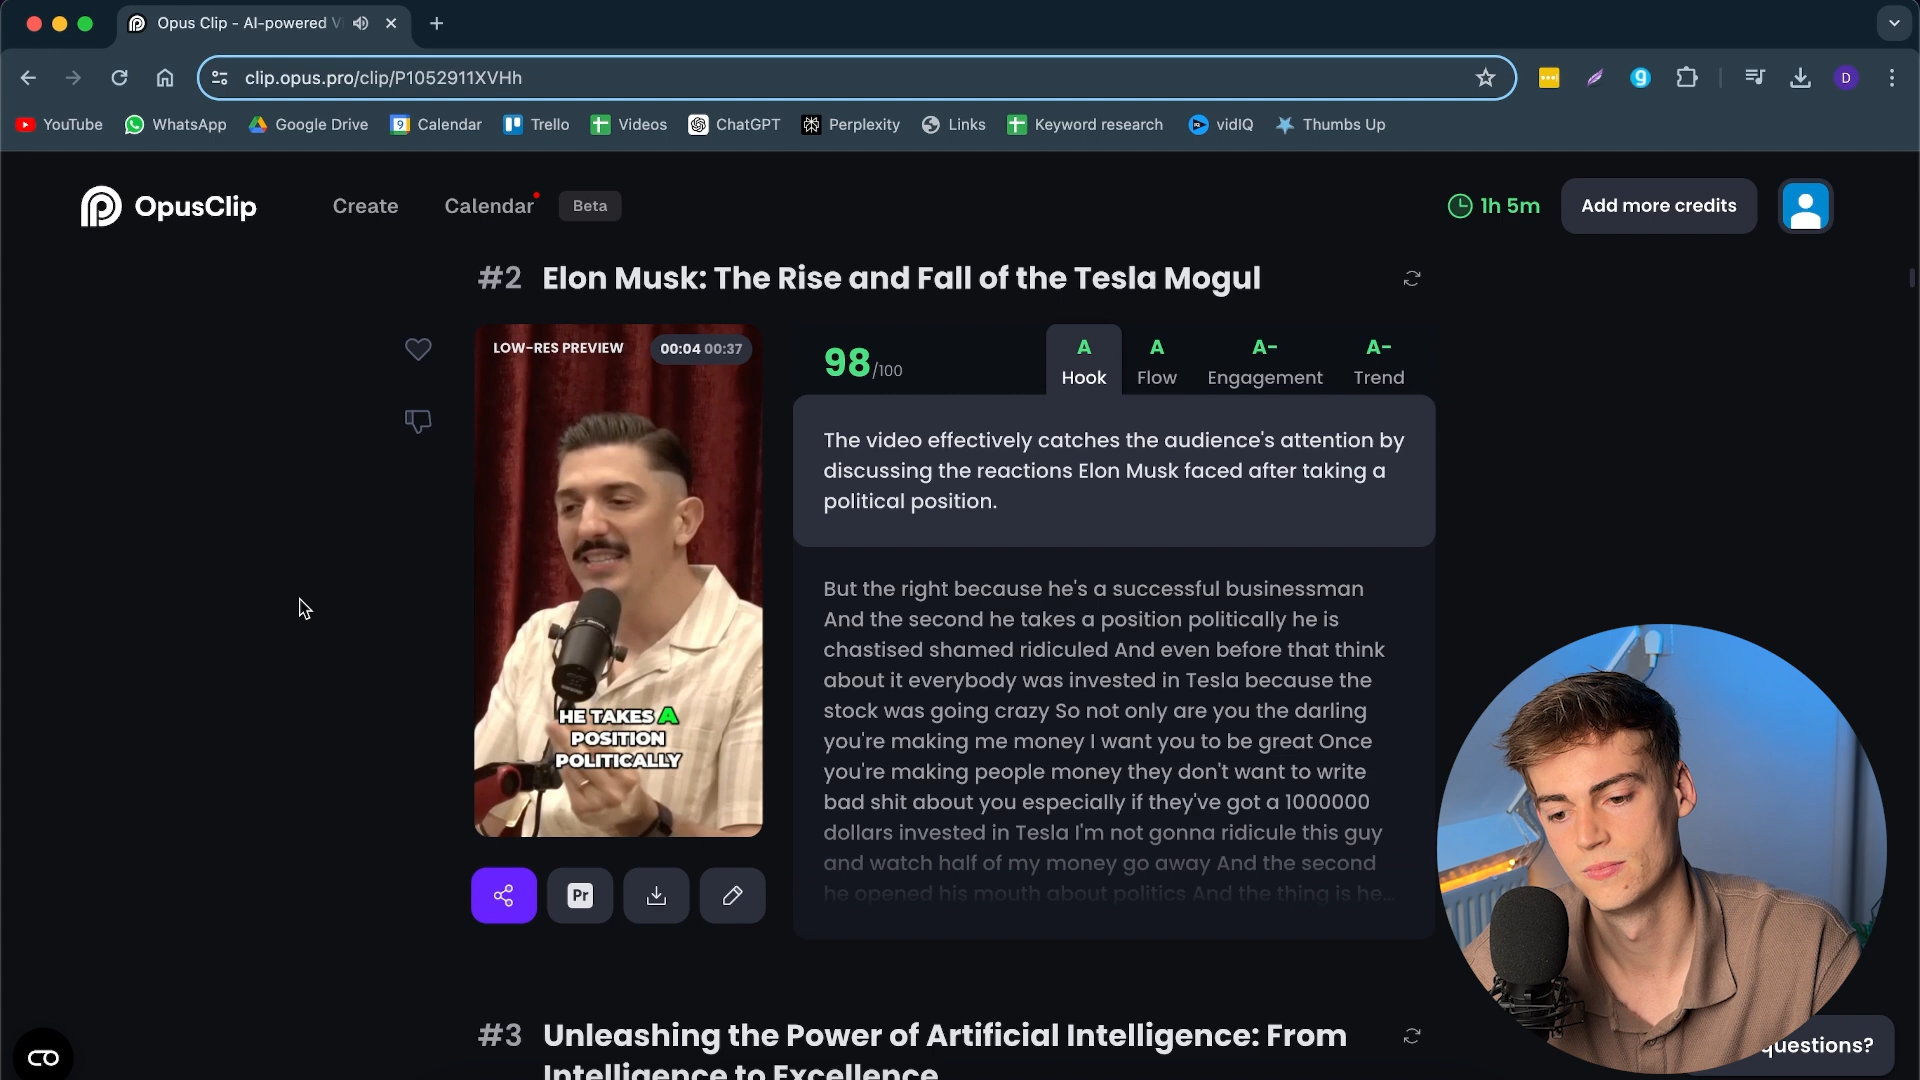 Opus Clip - AI-powered Vi
clip.opus.pro/clip/P1052911XVHh
YouTube
WhatsApp
Google Drive
9
Calendar
Trello
Videos
ChatGPT
Perplexity
Links
Keyword research
vidIQ
Thumbs Up
g
D
OpusClip
Create
Calendar
Beta
1h 5m
Add more credits
#2 Elon Musk: The Rise and Fall of the Tesla Mogul
LOW-RES PREVIEW
00:04 00:37
98/100
A
Hook
A
Flow
A-
Engagement
A-
Trend
The video effectively catches the audience's attention by
discussing the reactions Elon Musk faced after taking a
political position.
But the right because he's a successful businessman
And the second he takes a position politically he is
chastised shamed ridiculed And even before that think
about it everybody was invested in Tesla because the
stock was going crazy So not only are you the darling
you're making me money I want you to be great Once
you're making people money they don't want to write
bad shit about you especially if they've got a 1000000
dollars invested in Tesla I'm not gonna ridicule this guy
and watch half of my money go away And the second
he opened his mouth about politics And the thing is he...
HE TAKES A
POSITION
POLITICALLY
Pr
#3 Unleashing the Power of Artificial Intelligence: From
Intelligence to Excellence
questions?